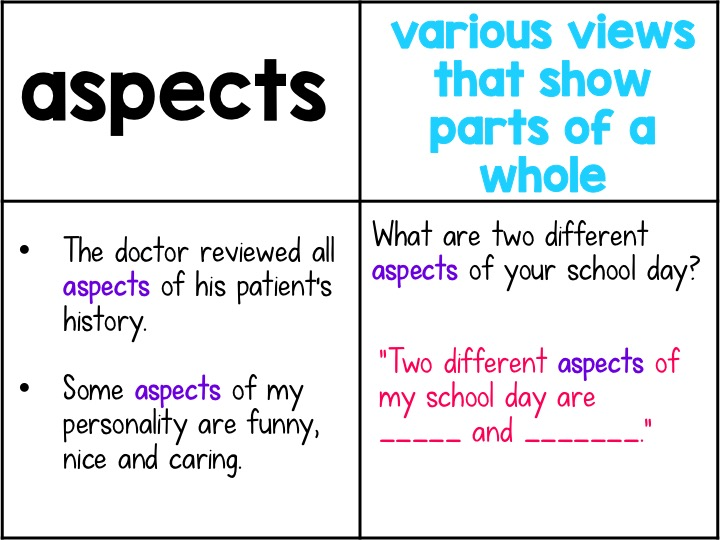 aspects
various views
that show
parts of a
whole
• The doctor reviewed all
aspects of his patient's
history.
• Some aspects of my
personality are funny,
nice and caring.
What are two different
aspects of your school day?
"Two different aspects of
my school day are
_____ and _______."